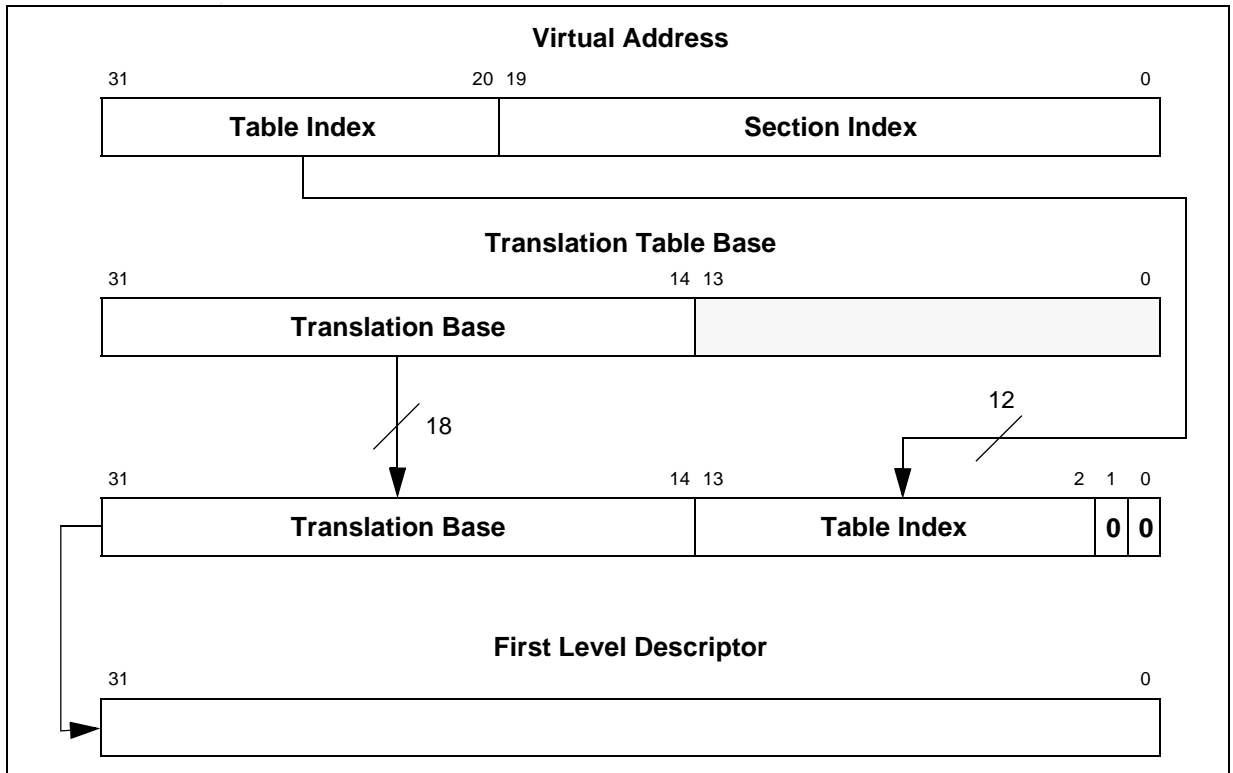 Virtual Address
31 20 19 0
Table Index Section Index
Translation Table Base
31 14 13 0
Translation Base
18
12
31 14 13 2 1 0
Translation Base Table Index 0 0
First Level Descriptor
31 0